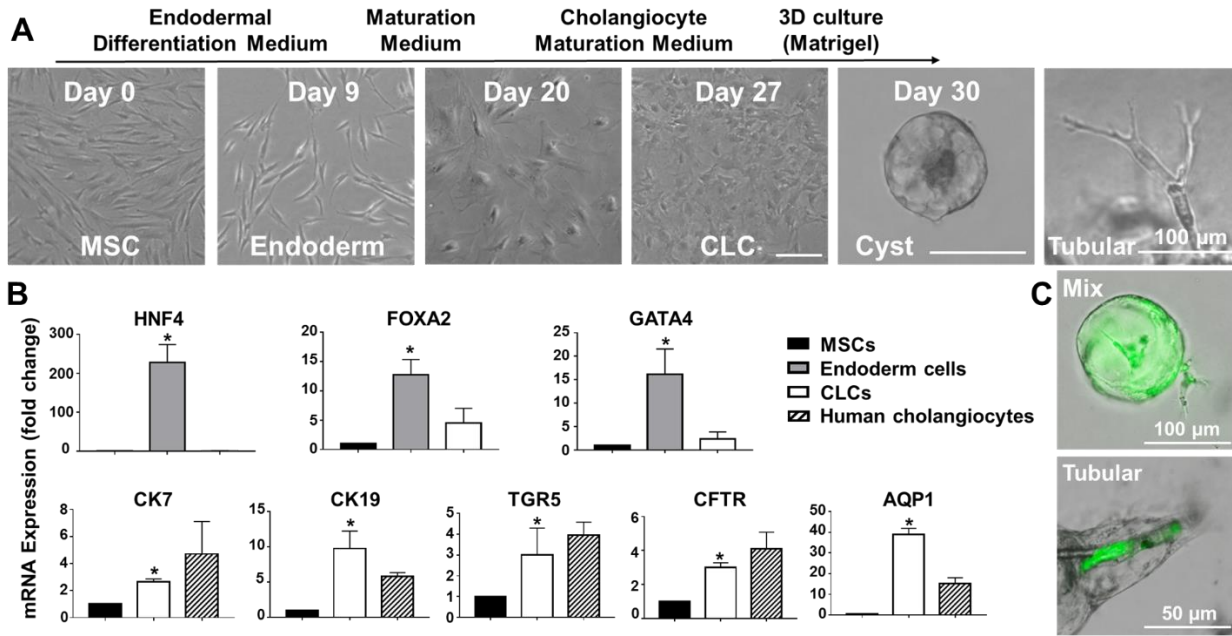 A
Endodermal
Differentiation Medium
Maturation
Medium
Cholangiocyte
Maturation Medium
3D culture
(Matrigel)
Day 0
MSC
Day 9
Endoderm
Day 20
Day 27
CLC
Day 30
Cyst
Tubular
100 µm
B
mRNA Expression (fold change)
HNF4
300
200
100
0
*
FOXA2
15
10
5
0
*
GATA4
25
20
15
10
5
0
*
MSCs
Endoderm cells
CLCs
Human cholangiocytes
CK7
8
6
4
2
0
*
CK19
15
10
5
0
*
TGR5
5
4
3
2
1
0
*
CFTR
6
4
2
0
*
AQP1
50
40
30
20
10
0
*
C
Mix
100 µm
Tubular
50 µm